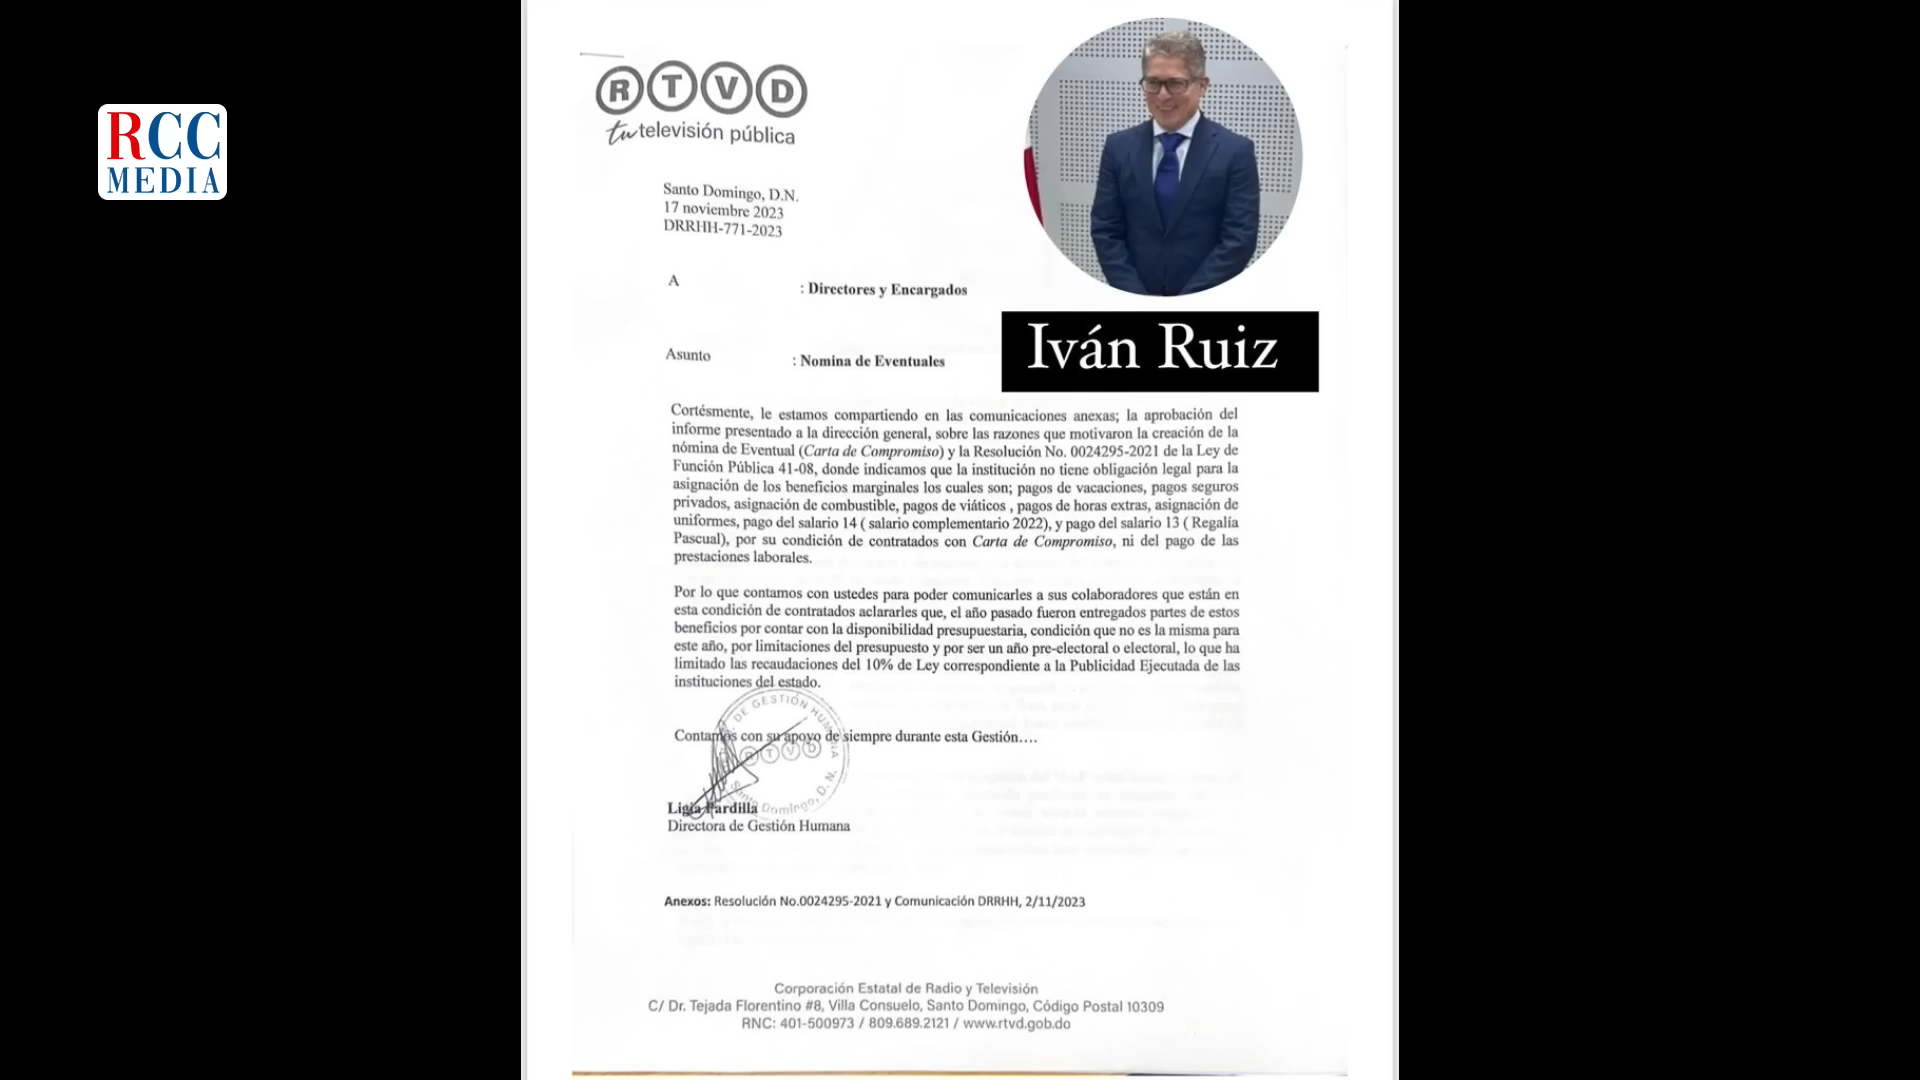 RCC
MEDIA
RTVD
tu televisión pública
Santo Domingo, D.N.
17 noviembre 2023
DRRHH-771-2023
A : Directores y Encargados
Iván Ruiz
Asunto : Nomina de Eventuales
Cortésmente, le estamos compartiendo en las comunicaciones anexas; la aprobación del
informe presentado a la dirección general, sobre las razones que motivaron la creación de la
nómina de Eventual (Carta de Compromiso) y la Resolución No. 0024295-2021 de la Ley de
Función Pública 41-08, donde indicamos que la institución no tiene obligación legal para la
asignación de los beneficios marginales los cuales son; pagos de vacaciones, pagos seguros
privados, asignación de combustible, pagos de viáticos , pagos de horas extras, asignación de
uniformes, pago del salario 14 ( salario complementario 2022), y pago del salario 13 ( Regalía
Pascual), por su condición de contratados con Carta de Compromiso, ni del pago de las
prestaciones laborales.
Por lo que contamos con ustedes para poder comunicarles a sus colaboradores que están en
esta condición de contratados aclararles que, el año pasado fueron entregados partes de estos
beneficios por contar con la disponibilidad presupuestaria, condición que no es la misma para
este año, por limitaciones del presupuesto y por ser un año pre-electoral o electoral, lo que ha
limitado las recaudaciones del 10% de Ley correspondiente a la Publicidad Ejecutada de las
instituciones del estado.
DE GESTIÓN HUMANA
Contamos con su apoyo de siempre durante esta Gestión….
RTVD
Santo Domingo, D.N.
Ligia Pardilla
Directora de Gestión Humana
Anexos: Resolución No.0024295-2021 y Comunicación DRRHH, 2/11/2023
Corporación Estatal de Radio y Televisión
C/ Dr. Tejada Florentino #8, Villa Consuelo, Santo Domingo, Código Postal 10309
RNC: 401-500973 / 809.689.2121 / www.rtvd.gob.do